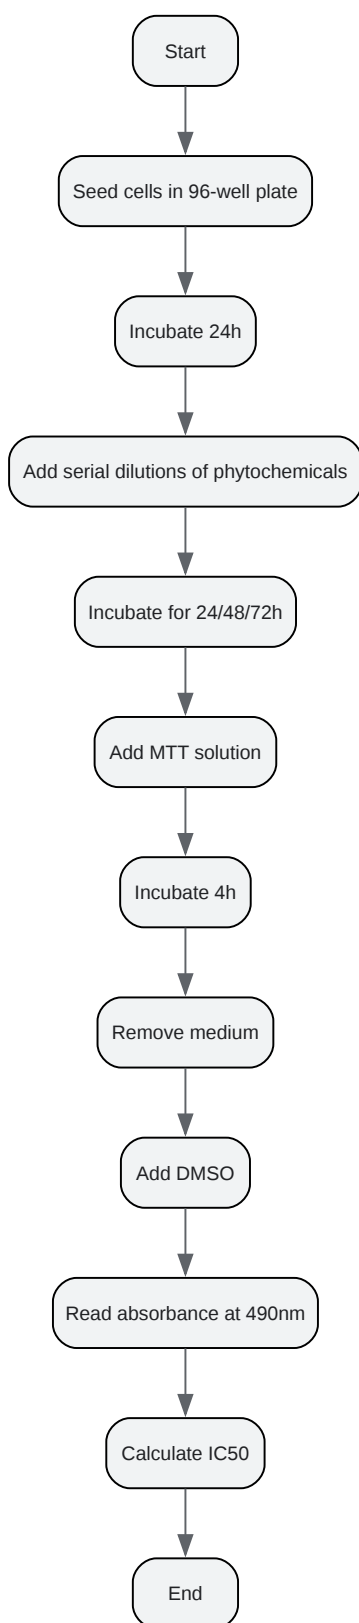 Start
Seed cells in 96-well plate
Incubate 24h
Add serial dilutions of phytochemicals
Incubate for 24/48/72h
Add MTT solution
Incubate 4h
Remove medium
Add DMSO
Read absorbance at 490nm
Calculate IC50
End